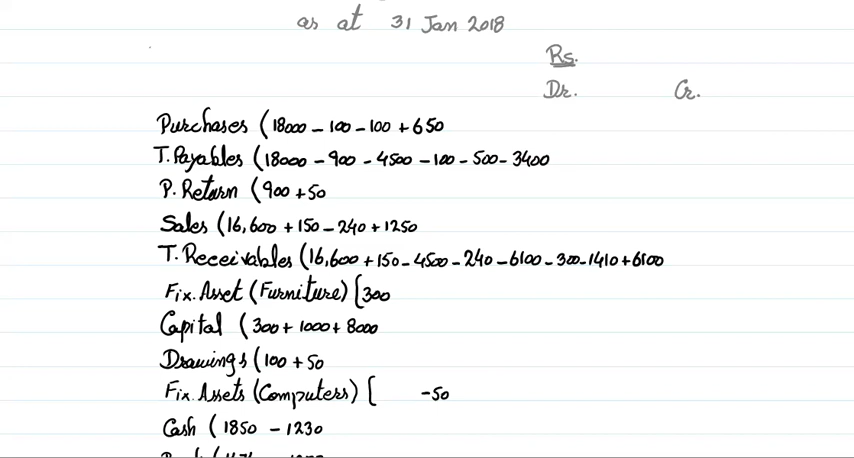 as at 31 Jan 2018
Rs.
Dr. Cr.
Purchases (18000 - 100 - 100 + 650
T. Payables (18000 - 900 - 4500 - 100 - 500 - 3400
P. Return (900 + 50
Sales (16,600 + 150 - 240 + 1250
T. Receivables (16,600 + 150 - 4500 - 240 - 6100 - 300 - 1410 + 6100
Fix. Asset (Furniture) [300
Capital (300 + 1000 + 8000
Drawings (100 + 50
Fix. Assets (Computers) [ -50
Cash (1850 - 1230